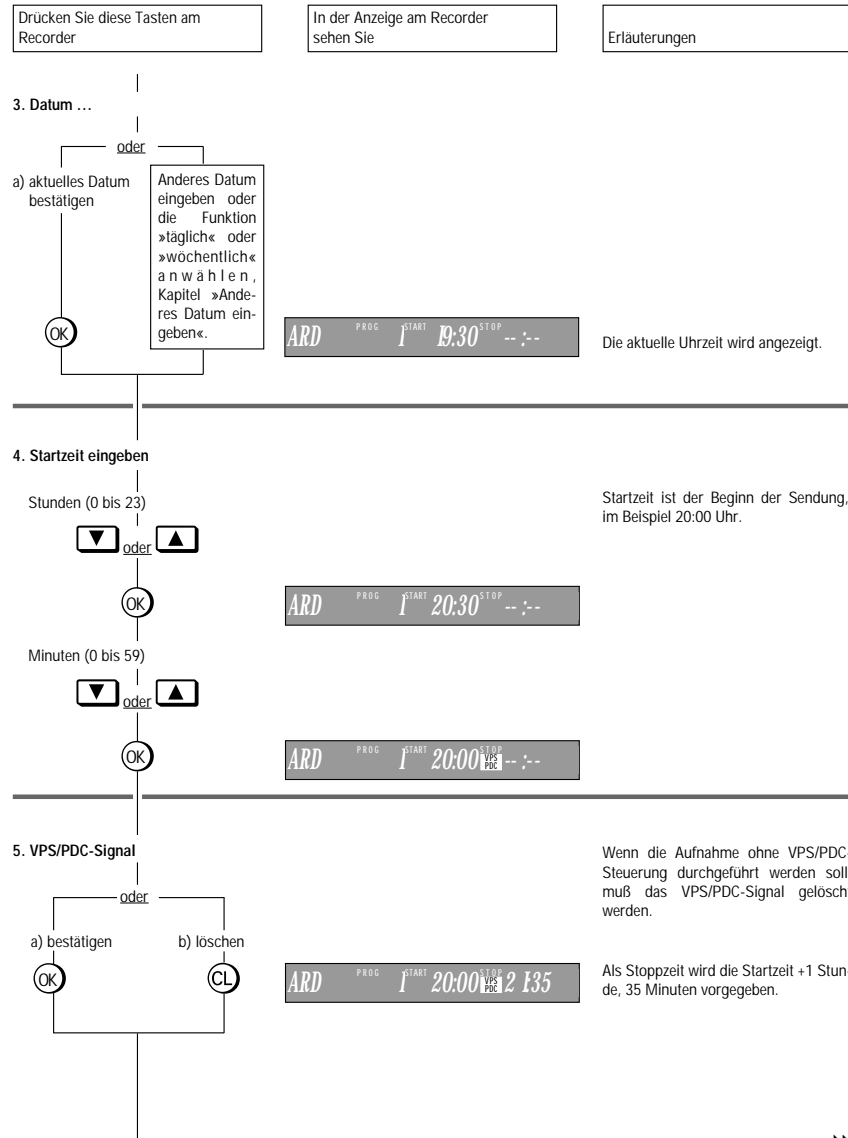 Drücken Sie diese Tasten am
Recorder
In der Anzeige am Recorder
sehen Sie
Erläuterungen
3. Datum …
oder
a) aktuelles Datum
bestätigen
Anderes Datum
eingeben oder
die Funktion
»täglich« oder
»wöchentlich«
anwählen,
Kapitel »Ande-
res Datum ein-
geben«.
OK
ARD PROG 1 START 19:30 STOP -- :--
Die aktuelle Uhrzeit wird angezeigt.
4. Startzeit eingeben
Stunden (0 bis 23)
Startzeit ist der Beginn der Sendung,
im Beispiel 20:00 Uhr.
▼ oder ▲
OK
ARD PROG 1 START 20:30 STOP -- :--
Minuten (0 bis 59)
▼ oder ▲
OK
ARD PROG 1 START 20:00 STOP VPS PDC -- :--
5. VPS/PDC-Signal
Wenn die Aufnahme ohne VPS/PDC-
Steuerung durchgeführt werden soll
muß das VPS/PDC-Signal gelöscht
werden.
oder
a) bestätigen
b) löschen
OK
CL
ARD PROG 1 START 20:00 STOP VPS PDC 21:35
Als Stoppzeit wird die Startzeit +1 Stun-
de, 35 Minuten vorgegeben.